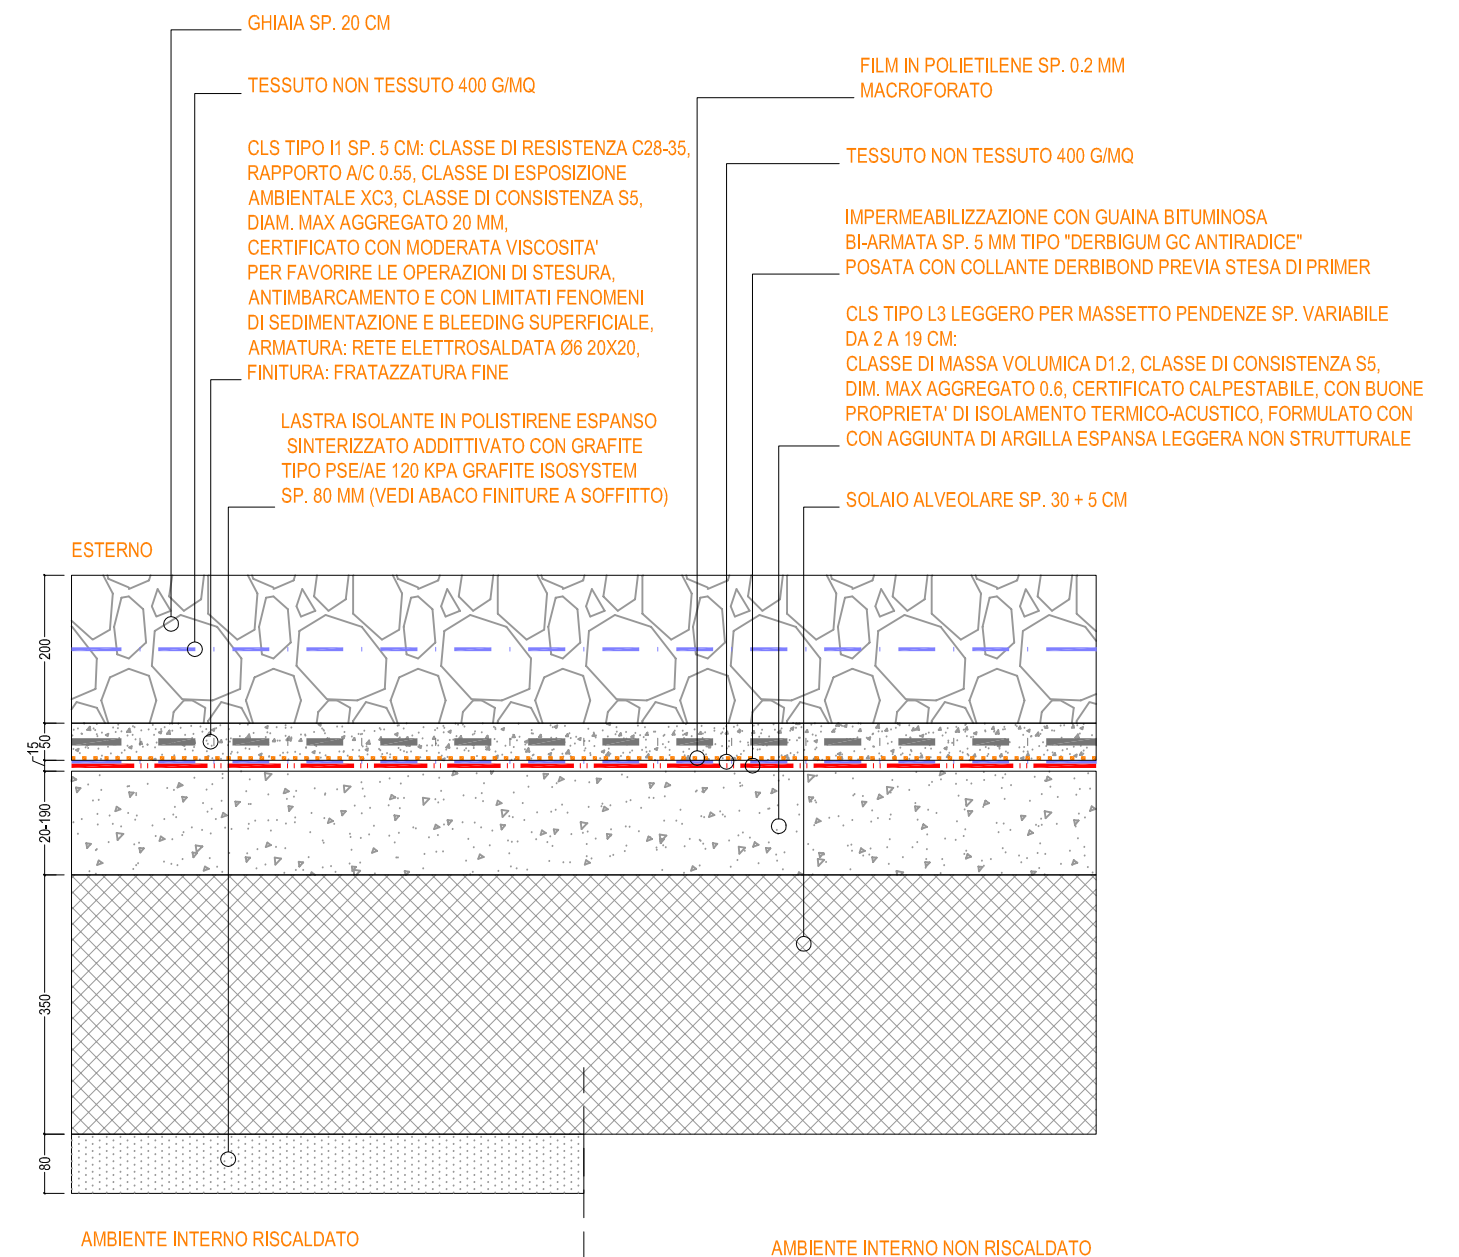 GHIAIA SP. 20 CM
TESSUTO NON TESSUTO 400 G/MQ
CLS TIPO I1 SP. 5 CM: CLASSE DI RESISTENZA C28-35,
RAPPORTO A/C 0.55, CLASSE DI ESPOSIZIONE
AMBIENTALE XC3, CLASSE DI CONSISTENZA S5,
DIAM. MAX AGGREGATO 20 MM,
CERTIFICATO CON MODERATA VISCOSITA'
PER FAVORIRE LE OPERAZIONI DI STESURA,
ANTIMBARCAMENTO E CON LIMITATI FENOMENI
DI SEDIMENTAZIONE E BLEEDING SUPERFICIALE,
ARMATURA: RETE ELETTROSALDATA Ø6 20X20,
FINITURA: FRATAZZATURA FINE
LASTRA ISOLANTE IN POLISTIRENE ESPANSO
SINTERIZZATO ADDITTIVATO CON GRAFITE
TIPO PSE/AE 120 KPA GRAFITE ISOSYSTEM
SP. 80 MM (VEDI ABACO FINITURE A SOFFITTO)
FILM IN POLIETILENE SP. 0.2 MM
MACROFORATO
TESSUTO NON TESSUTO 400 G/MQ
IMPERMEABILIZZAZIONE CON GUAINA BITUMINOSA
BI-ARMATA SP. 5 MM TIPO "DERBIGUM GC ANTIRADICE"
POSATA CON COLLANTE DERBIBOND PREVIA STESA DI PRIMER
CLS TIPO L3 LEGGERO PER MASSETTO PENDENZE SP. VARIABILE
DA 2 A 19 CM:
CLASSE DI MASSA VOLUMICA D1.2, CLASSE DI CONSISTENZA S5,
DIM. MAX AGGREGATO 0.6, CERTIFICATO CALPESTABILE, CON BUONE
PROPRIETA' DI ISOLAMENTO TERMICO-ACUSTICO, FORMULATO CON
CON AGGIUNTA DI ARGILLA ESPANSA LEGGERA NON STRUTTURALE
SOLAIO ALVEOLARE SP. 30 + 5 CM
ESTERNO
200
50
15
20-190
350
80
AMBIENTE INTERNO RISCALDATO
AMBIENTE INTERNO NON RISCALDATO